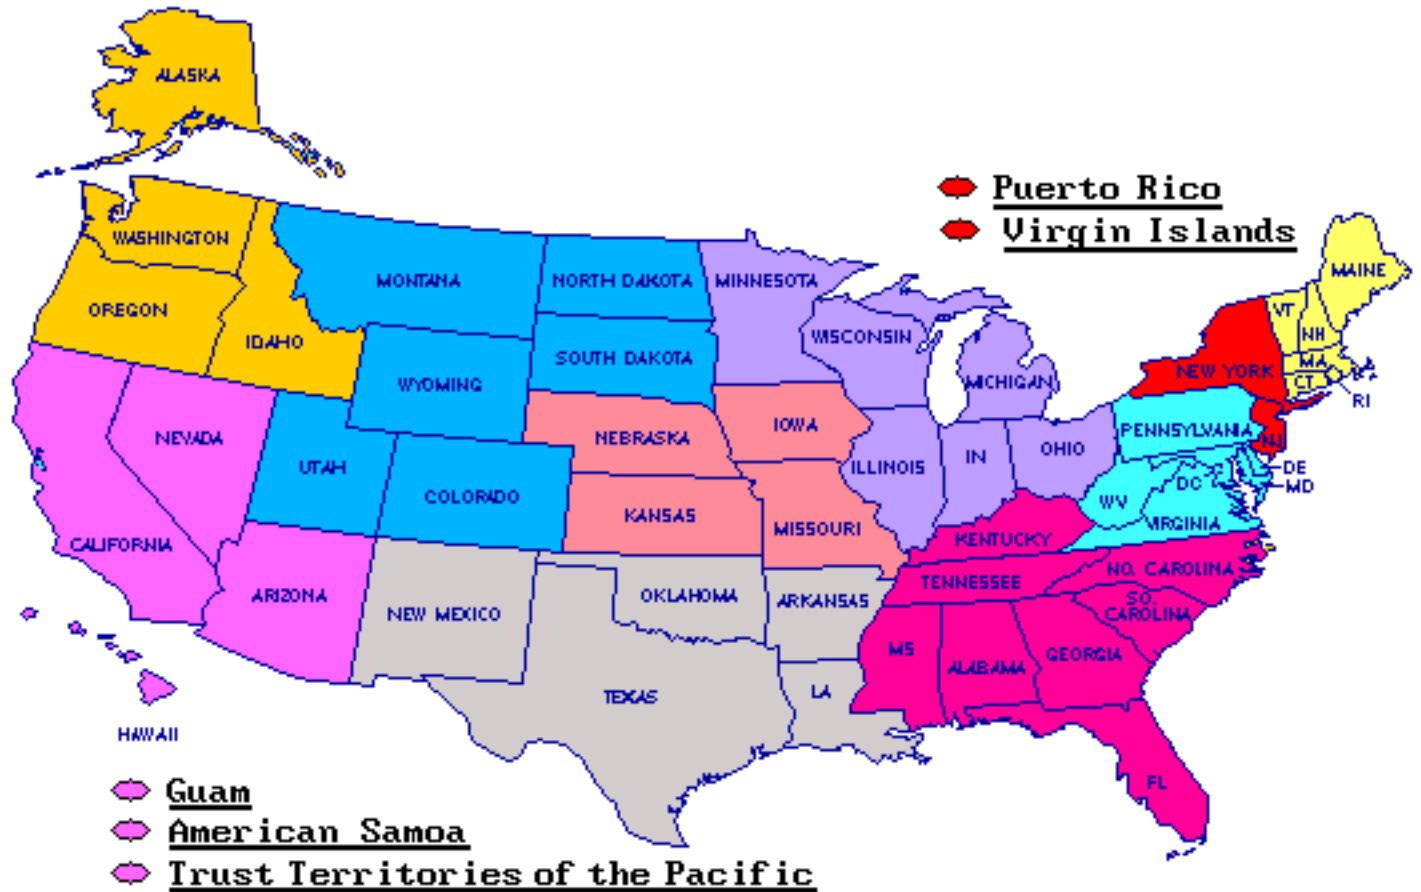 ALASKA
Puerto Rico
Virgin Islands
WASHINGTON
MAINE
MONTANA
NORTH DAKOTA
MINNESOTA
OREGON
VT
NH
IDAHO
WISCONSIN
SOUTH DAKOTA
MA
NEW YORK
WYOMING
MICHIGAN
CT
RI
NEVADA
NEBRASKA
IOWA
PENNSYLVANIA
NJ
OHIO
UTAH
ILLINOIS
IN
DE
COLORADO
DC
MD
WV
KANSAS
MISSOURI
VIRGINIA
CALIFORNIA
KENTUCKY
ARIZONA
TENNESSEE
NO. CAROLINA
NEW MEXICO
OKLAHOMA
ARKANSAS
SO.
CAROLINA
MS
ALABAMA
GEORGIA
TEXAS
LA
HAWAII
FL
Guam
American Samoa
Trust Territories of the Pacific